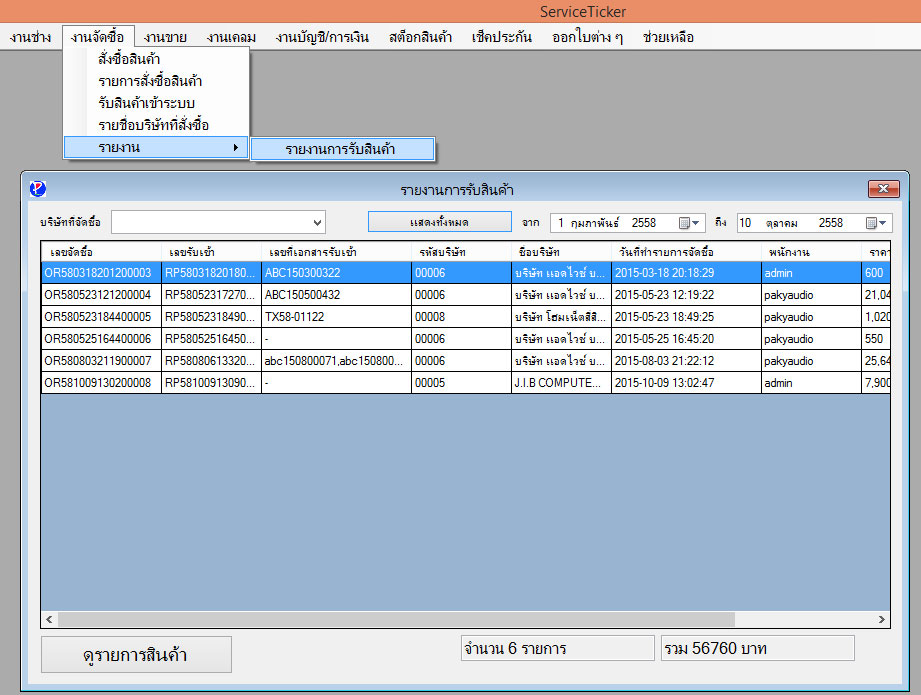 ServiceTicker
งานช่าง งานจัดซื้อ งานขาย งานเคลม งานบัญชี/การเงิน สต็อกสินค้า เช็คประกัน ออกใบต่าง ๆ ช่วยเหลือ
สั่งซื้อสินค้า
รายการสั่งซื้อสินค้า
รับสินค้าเข้าระบบ
รายชื่อบริษัทที่สั่งซื้อ
รายงาน รายงานการรับสินค้า
รายงานการรับสินค้า
บริษัทที่จัดซื้อ แสดงทั้งหมด จาก 1 กุมภาพันธ์ 2558 ถึง 10 ตุลาคม 2558
เลขจัดซื้อ เลขรับเข้า เลขที่เอกสารรับเข้า รหัสบริษัท ชื่อบริษัท วันที่ทำรายการจัดซื้อ พนักงาน ราคา
OR580318201200003 RP58031820180... ABC150300322 00006 บริษัท แอดไวซ์ บ... 2015-03-18 20:18:29 admin 600
OR580523121200004 RP58052317270... ABC150500432 00006 บริษัท แอดไวซ์ บ... 2015-05-23 12:19:22 pakyaudio 21,04
OR580523184400005 RP58052318490... TX58-01122 00008 บริษัท โฮมเน็ตสิสิ... 2015-05-23 18:49:25 pakyaudio 1,020
OR580525164400006 RP58052516450... - 00006 บริษัท แอดไวซ์ บ... 2015-05-25 16:45:20 pakyaudio 550
OR580803211900007 RP58080613320... abc150800071,abc150800... 00006 บริษัท แอดไวซ์ บ... 2015-08-03 21:22:12 pakyaudio 25,64
OR581009130200008 RP58100913090... - 00005 J.I.B COMPUTE... 2015-10-09 13:02:47 admin 7,900
ดูรายการสินค้า จำนวน 6 รายการ รวม 56760 บาท